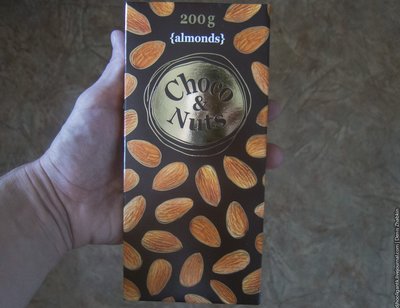 200g
{almonds}
Choco
&
Nuts